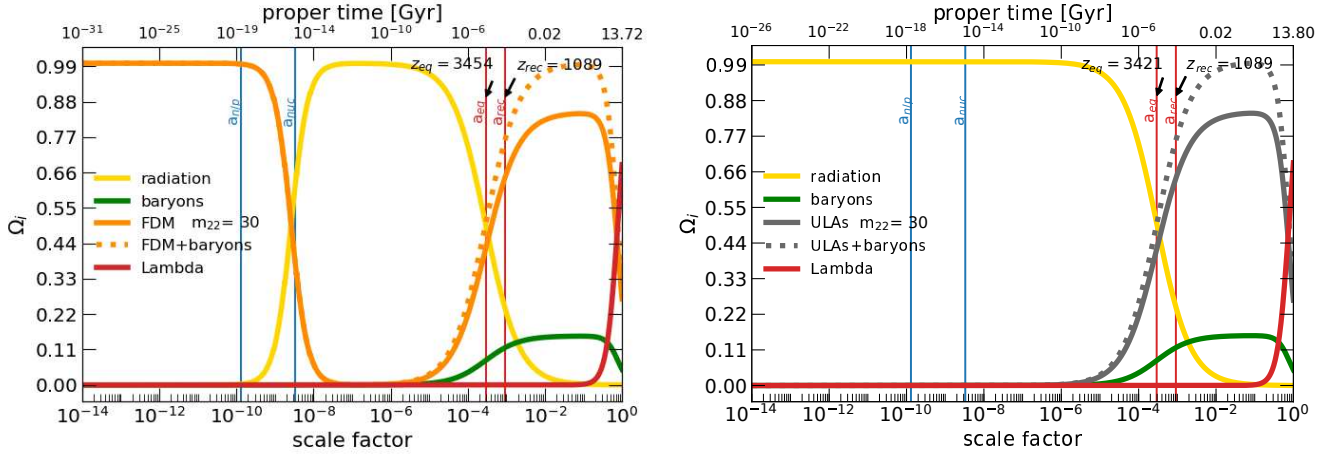 proper time [Gyr]
10⁻³¹ 10⁻²⁵ 10⁻¹⁹ 10⁻¹⁴ 10⁻¹⁰ 10⁻⁶ 0.02 13.72
z_eq = 3454 z_rec = 1089
a_n/p a_nuc a_eq a_rec
0.99
0.88
0.77
0.66
0.55
0.44
0.33
0.22
0.11
0.00
Ω_i
radiation
baryons
FDM m₂₂= 30
FDM+baryons
Lambda
10⁻¹⁴ 10⁻¹² 10⁻¹⁰ 10⁻⁸ 10⁻⁶ 10⁻⁴ 10⁻² 10⁰
scale factor
proper time [Gyr]
10⁻²⁶ 10⁻²² 10⁻¹⁸ 10⁻¹⁴ 10⁻¹⁰ 10⁻⁶ 0.02 13.80
z_eq = 3421 z_rec = 1089
a_n/p a_nuc a_eq a_rec
0.99
0.88
0.77
0.66
0.55
0.44
0.33
0.22
0.11
0.00
Ω_i
radiation
baryons
ULAs m₂₂= 30
ULAs+baryons
Lambda
10⁻¹⁴ 10⁻¹² 10⁻¹⁰ 10⁻⁸ 10⁻⁶ 10⁻⁴ 10⁻² 10⁰
scale factor